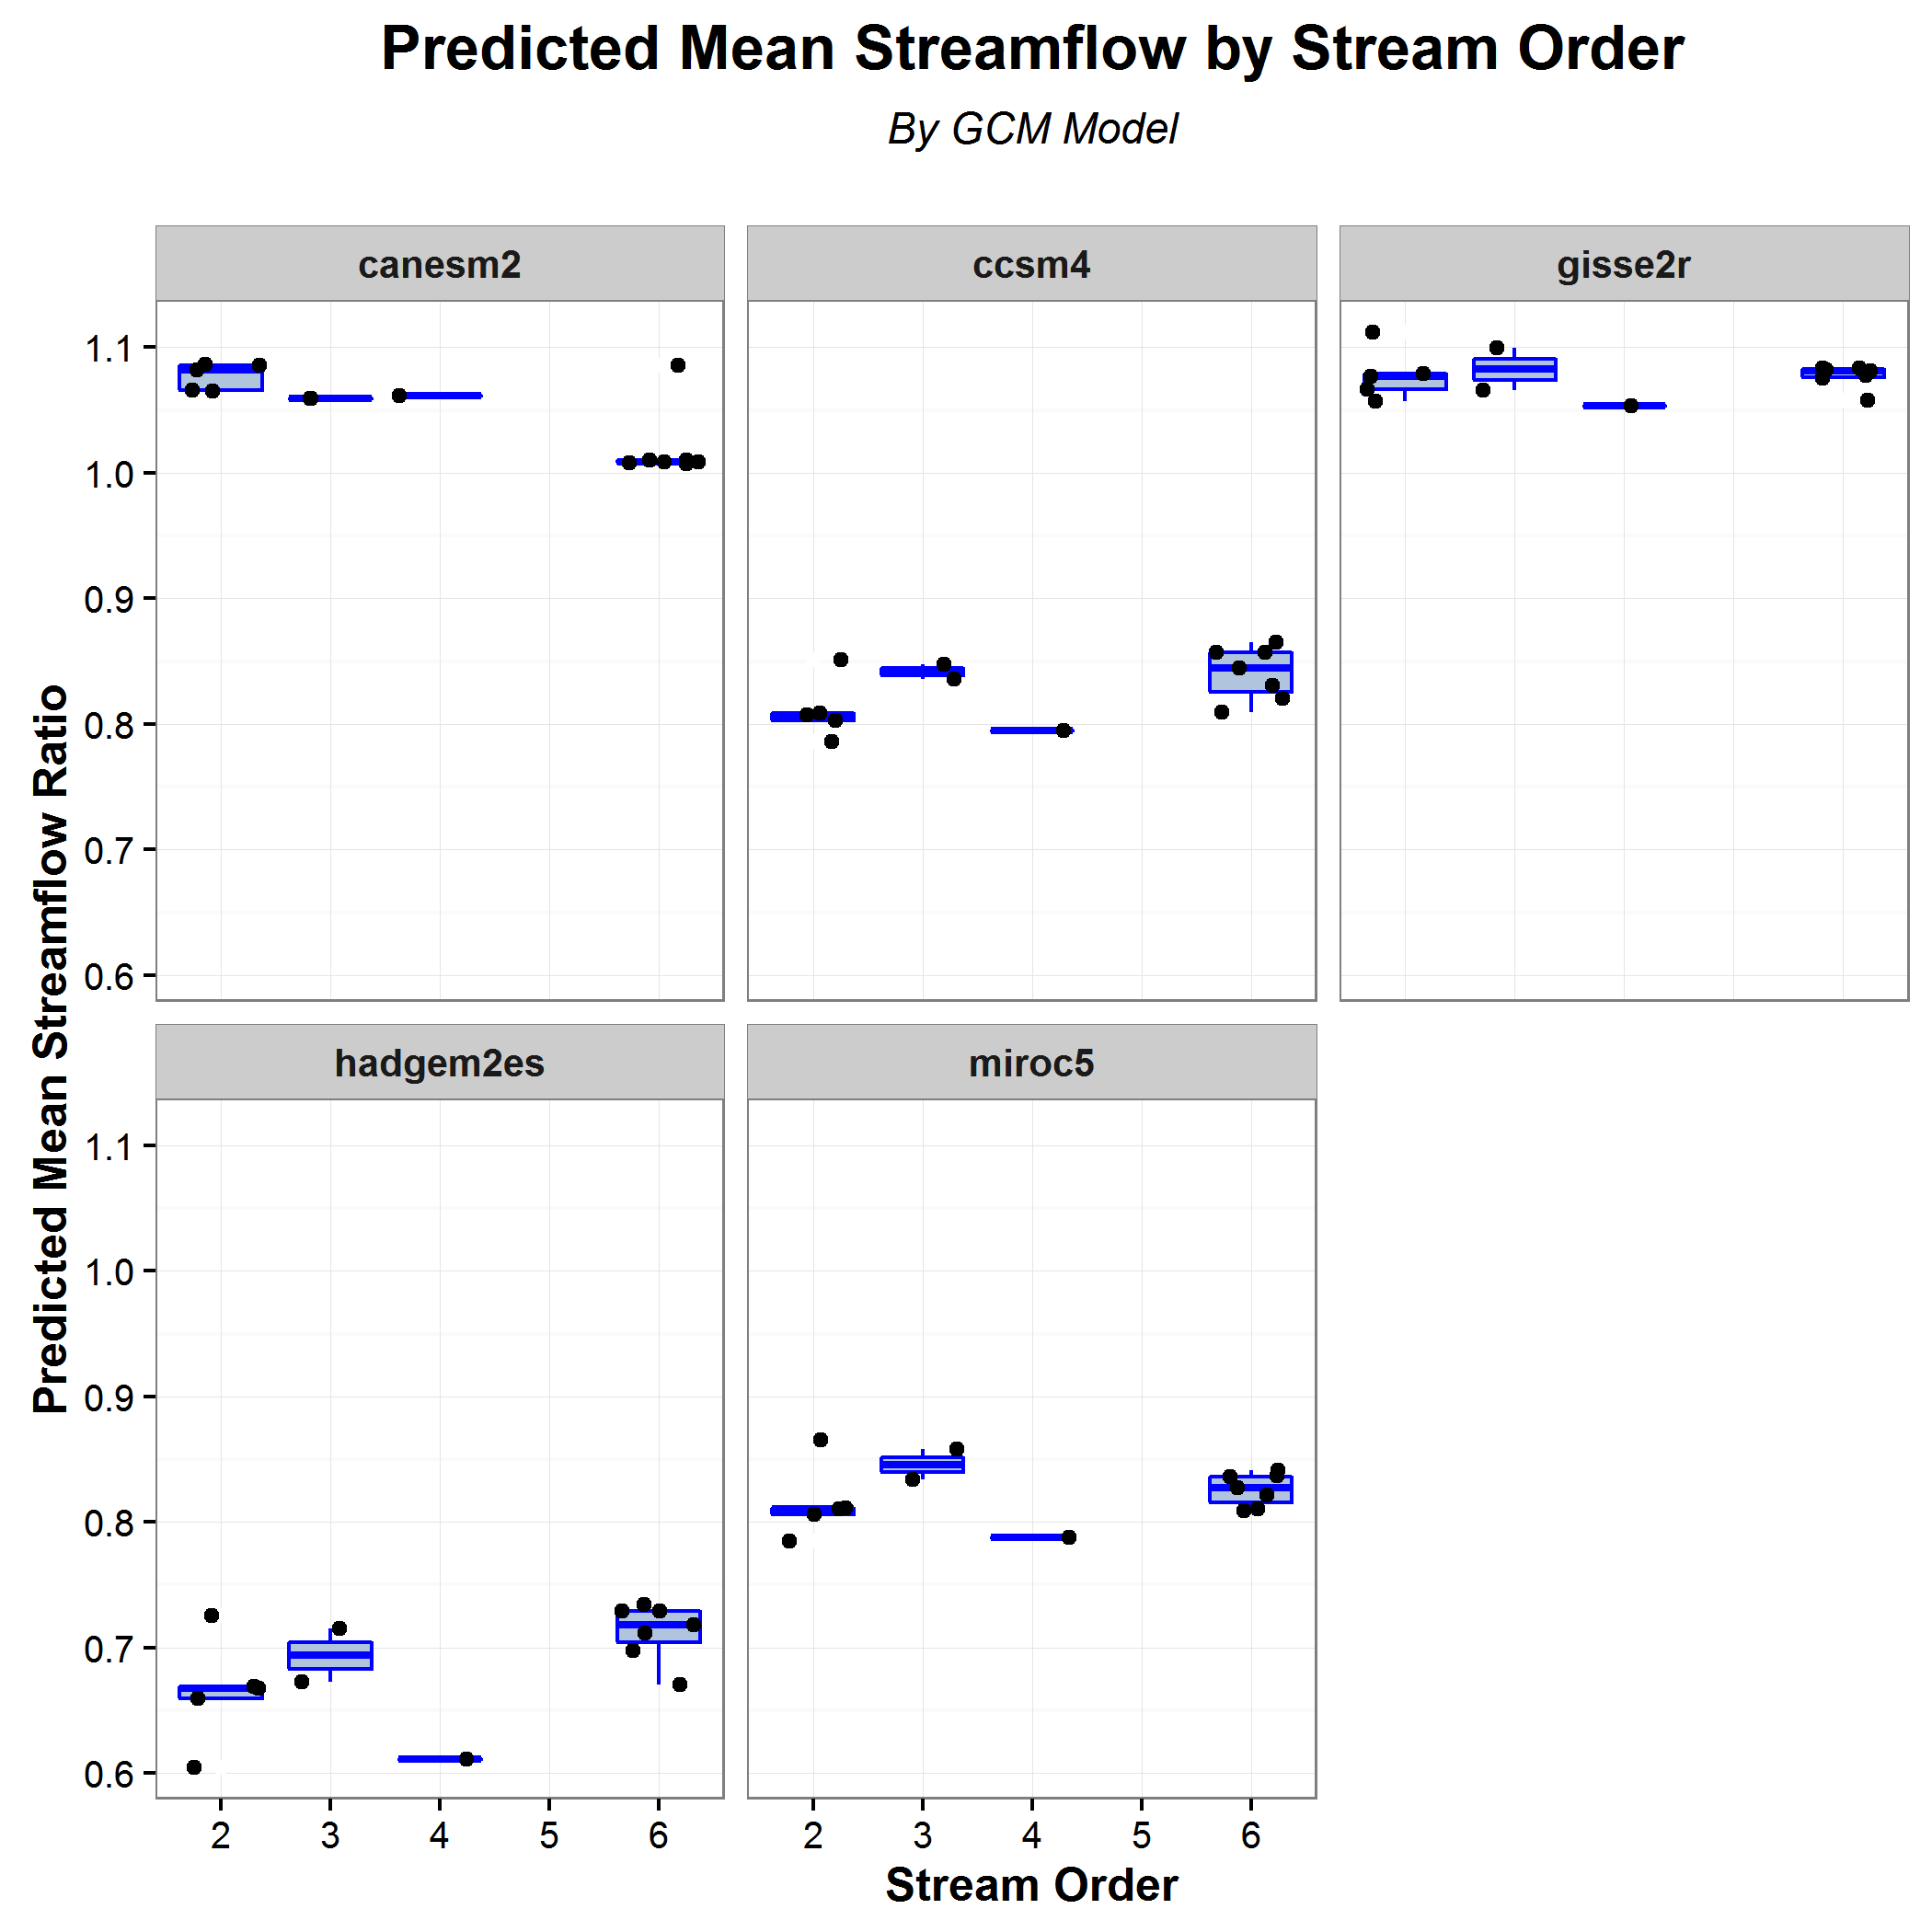 Predicted Mean Streamflow by Stream Order
By GCM Model
canesm2
ccsm4
gisse2r
1.1
1.0
0.9
0.8
0.7
0.6
hadgem2es
miroc5
1.1
1.0
0.9
0.8
0.7
0.6
2 3 4 5 6
2 3 4 5 6
Stream Order
Predicted Mean Streamflow Ratio